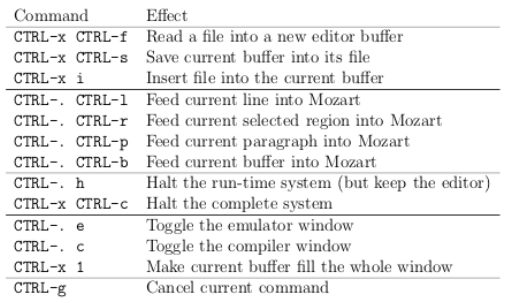 Command Effect
CTRL-x CTRL-f Read a file into a new editor buffer
CTRL-x CTRL-s Save current buffer into its file
CTRL-x i Insert file into the current buffer
CTRL-. CTRL-l Feed current line into Mozart
CTRL-. CTRL-r Feed current selected region into Mozart
CTRL-. CTRL-p Feed current paragraph into Mozart
CTRL-. CTRL-b Feed current buffer into Mozart
CTRL-. h Halt the run-time system (but keep the editor)
CTRL-x CTRL-c Halt the complete system
CTRL-. e Toggle the emulator window
CTRL-. c Toggle the compiler window
CTRL-x 1 Make current buffer fill the whole window
CTRL-g Cancel current command